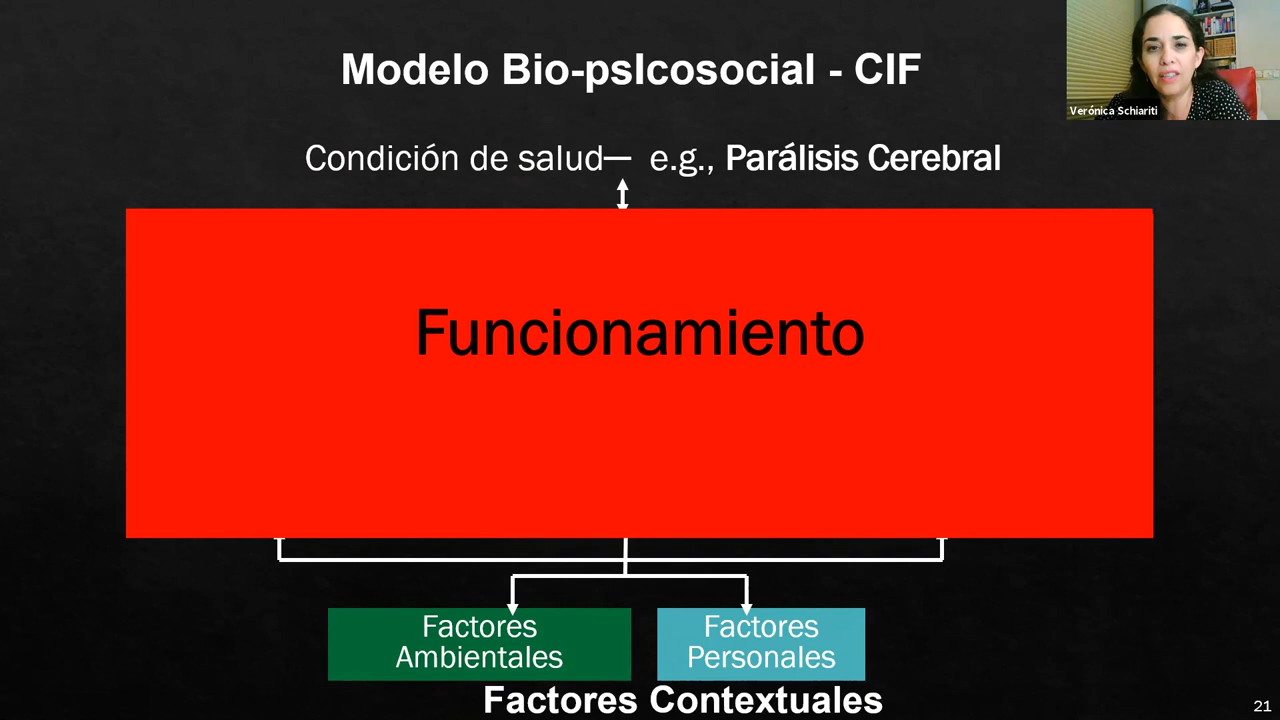 Modelo Bio-psIcosocial - CIF
Verónica Schiariti
Condición de salud— e.g., Parálisis Cerebral
Funcionamiento
Factores
Ambientales
Factores
Personales
Factores Contextuales
21